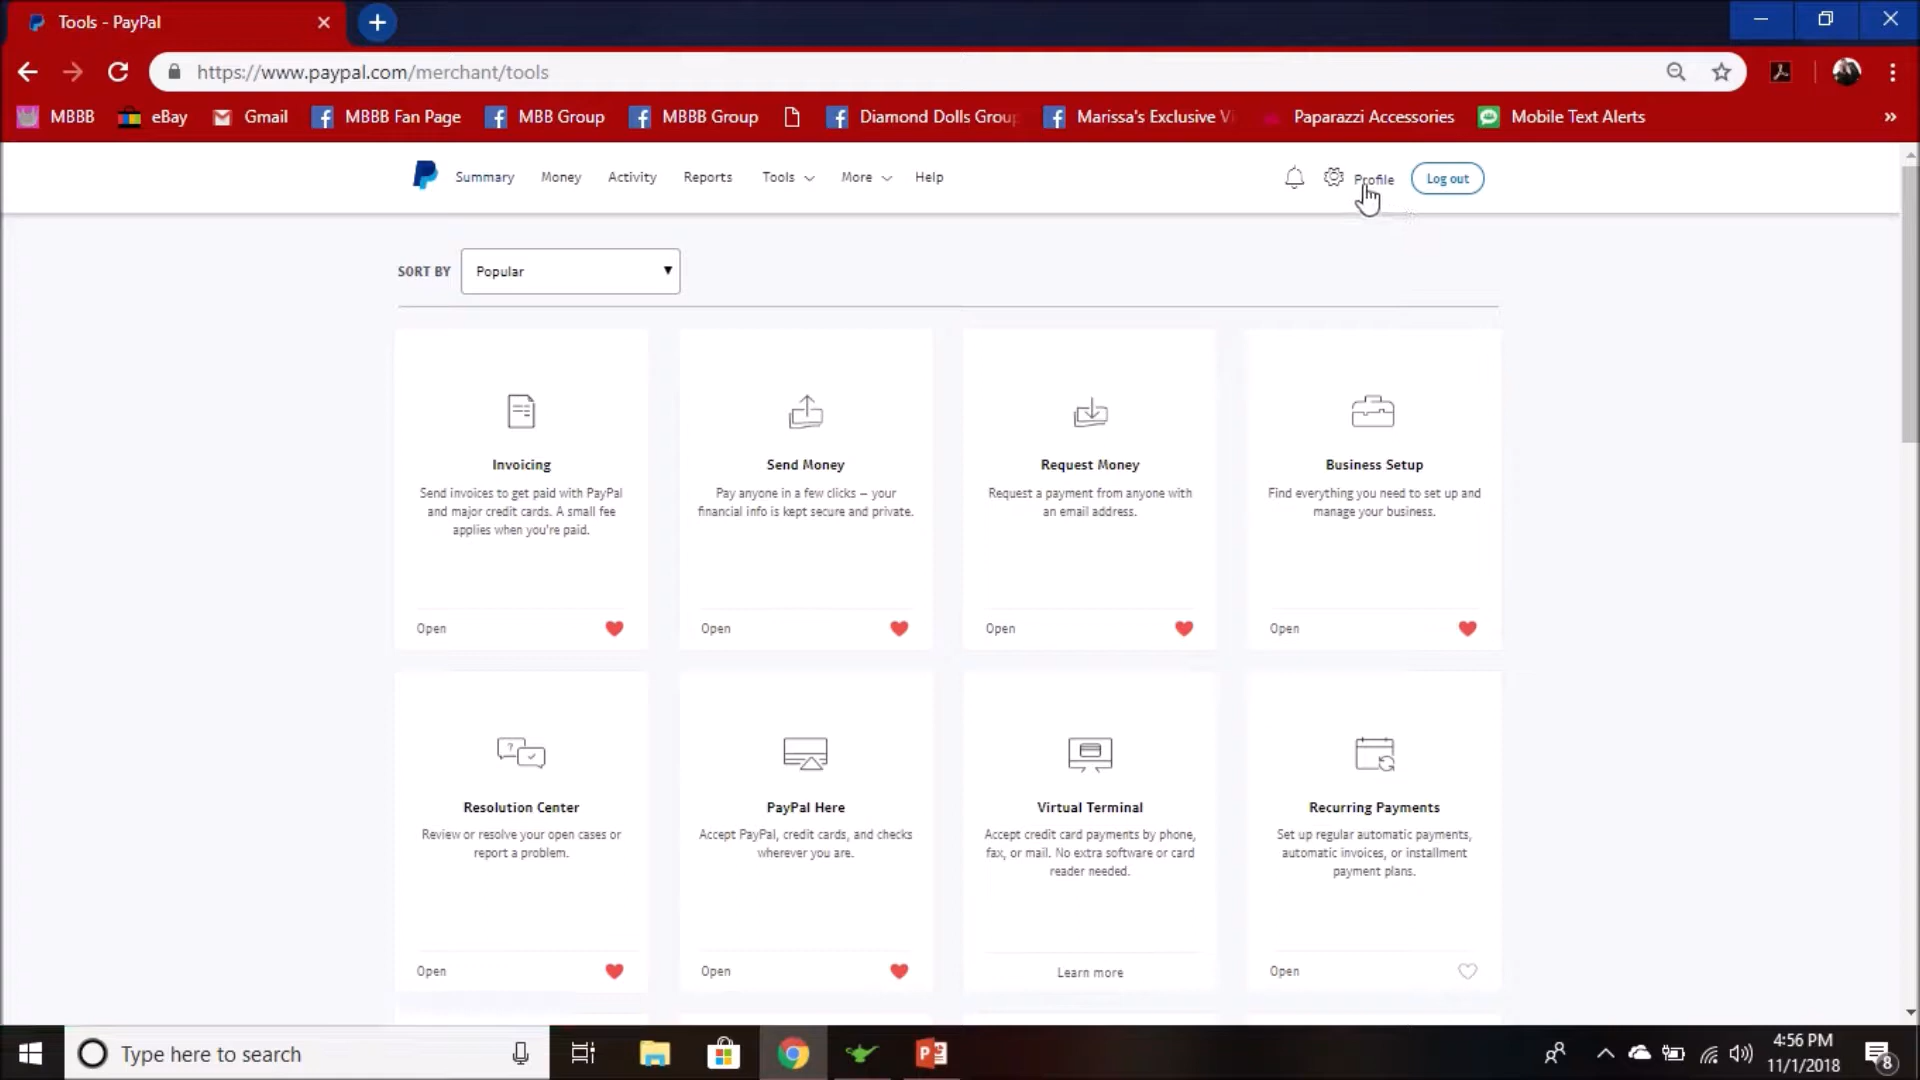 Tools - PayPal
https://www.paypal.com/merchant/tools
MBBB eBay Gmail MBBB Fan Page MBB Group MBBB Group Diamond Dolls Group Marissa's Exclusive Vi Paparazzi Accessories Mobile Text Alerts »
Summary Money Activity Reports Tools More Help Profile Log out
SORT BY Popular
Invoicing
Send invoices to get paid with PayPal
and major credit cards. A small fee
applies when you're paid.
Open
Send Money
Pay anyone in a few clicks – your
financial info is kept secure and private.
Open
Request Money
Request a payment from anyone with
an email address.
Open
Business Setup
Find everything you need to set up and
manage your business.
Open
Resolution Center
Review or resolve your open cases or
report a problem.
Open
PayPal Here
Accept PayPal, credit cards, and checks
wherever you are.
Open
Virtual Terminal
Accept credit card payments by phone,
fax, or mail. No extra software or card
reader needed.
Learn more
Recurring Payments
Set up regular automatic payments,
automatic invoices, or installment
payment plans.
Open
Type here to search
4:56 PM
11/1/2018
8